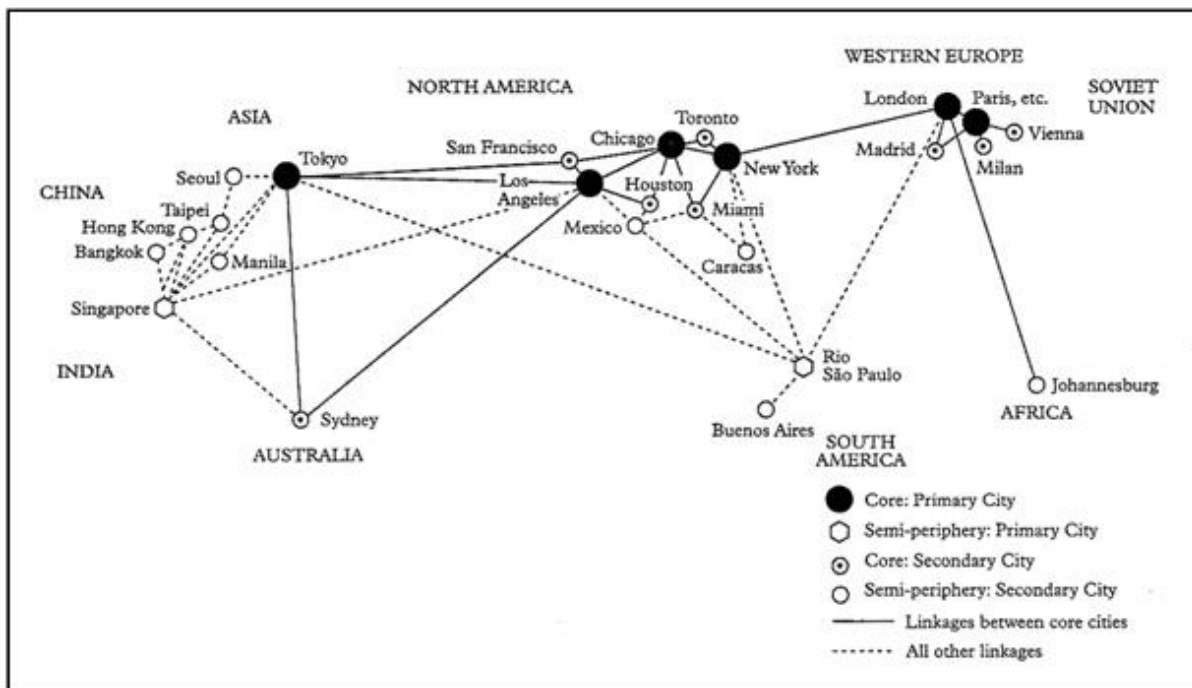 WESTERN EUROPE
NORTH AMERICA
London
Paris, etc.
SOVIET
UNION
ASIA
Toronto
Chicago
San Francisco
Vienna
Madrid
Milan
Tokyo
New York
Seoul
Los
Angeles
Houston
CHINA
Taipei
Miami
Hong Kong
Mexico
Bangkok
Manila
Caracas
Singapore
Rio
São Paulo
INDIA
Johannesburg
AFRICA
Sydney
Buenos Aires
AUSTRALIA
SOUTH
AMERICA
Core: Primary City
Semi-periphery: Primary City
Core: Secondary City
Semi-periphery: Secondary City
Linkages between core cities
All other linkages